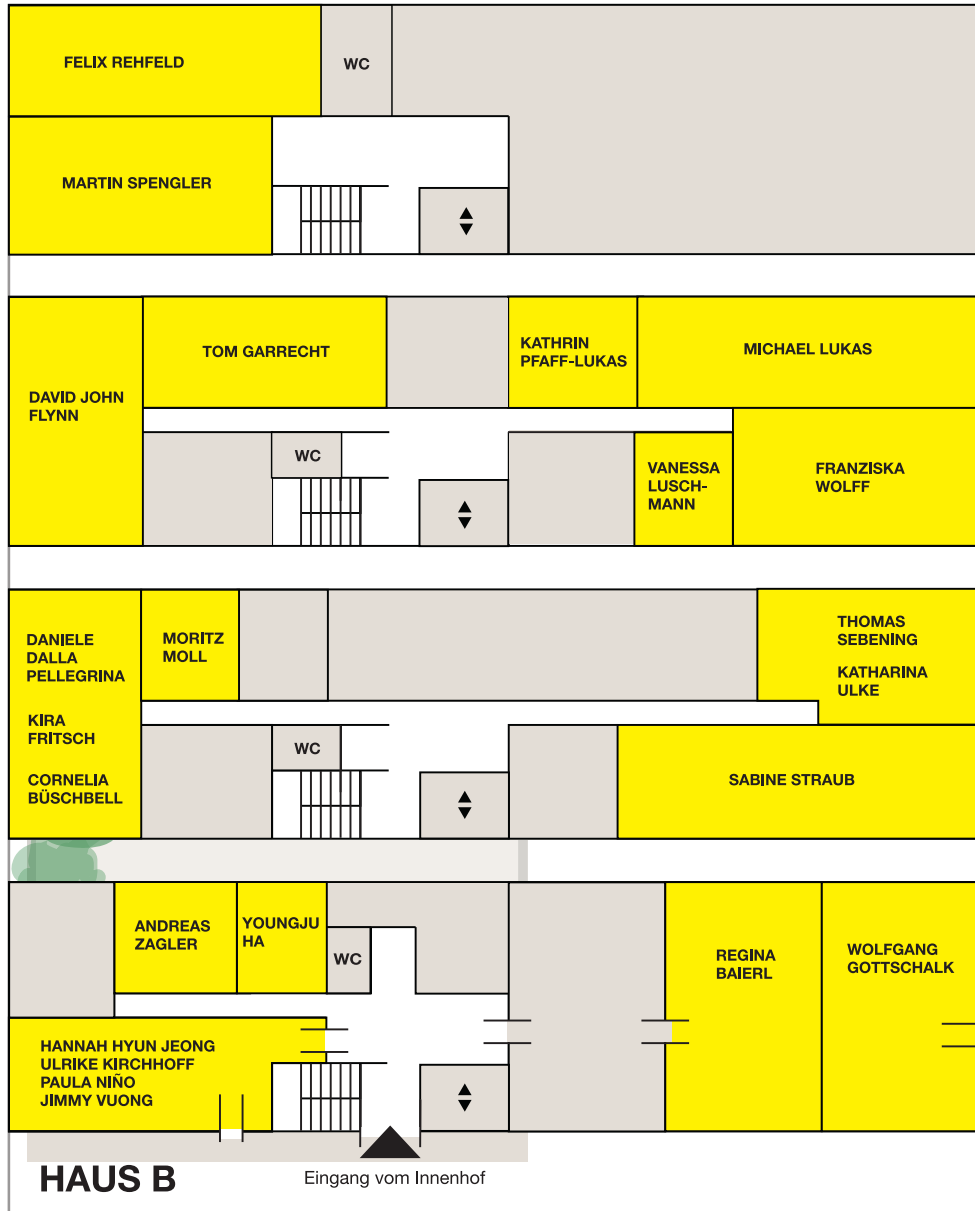 FELIX REHFELD
WC
MARTIN SPENGLER
DAVID JOHN
FLYNN
TOM GARRECHT
KATHRIN
PFAFF-LUKAS
MICHAEL LUKAS
WC
VANESSA
LUSCH-
MANN
FRANZISKA
WOLFF
DANIELE
DALLA
PELLEGRINA
KIRA
FRITSCH
CORNELIA
BÜSCHBELL
MORITZ
MOLL
WC
THOMAS
SEBENING
KATHARINA
ULKE
SABINE STRAUB
ANDREAS
ZAGLER
YOUNGJU
HA
WC
REGINA
BAIERL
WOLFGANG
GOTTSCHALK
HANNAH HYUN JEONG
ULRIKE KIRCHHOFF
PAULA NIÑO
JIMMY VUONG
HAUS B
Eingang vom Innenhof